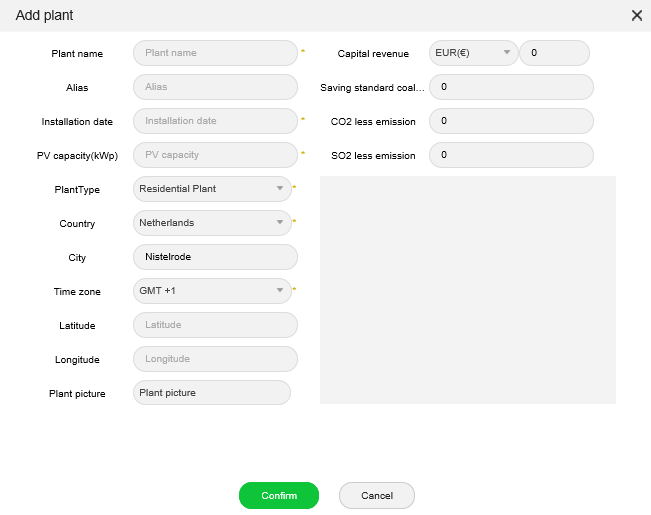 Add plant
Plant name Plant name *
Alias Alias
Installation date Installation date *
PV capacity(kWp) PV capacity *
PlantType Residential Plant *
Country Netherlands *
City Nistelrode
Time zone GMT +1 *
Latitude Latitude
Longitude Longitude
Plant picture Plant picture
Capital revenue EUR(€) 0
Saving standard coal... 0
CO2 less emission 0
SO2 less emission 0
Confirm Cancel